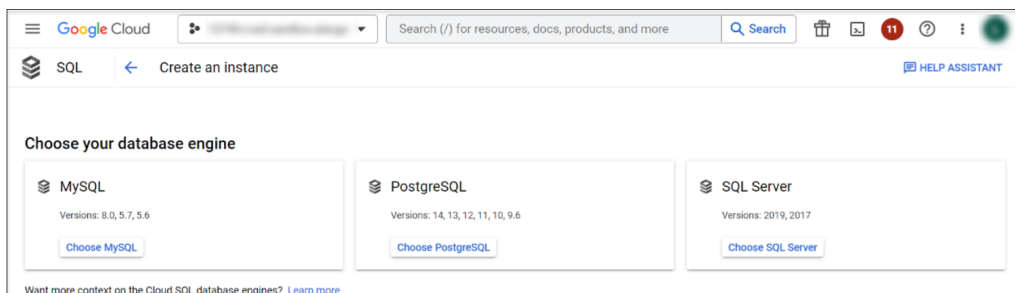 Google Cloud
Search (/) for resources, docs, products, and more
Search
11
SQL
Create an instance
HELP ASSISTANT
Choose your database engine
MySQL
Versions: 8.0, 5.7, 5.6
Choose MySQL
PostgreSQL
Versions: 14, 13, 12, 11, 10, 9.6
Choose PostgreSQL
SQL Server
Versions: 2019, 2017
Choose SQL Server
Want more context on the Cloud SQL database engines? Learn more